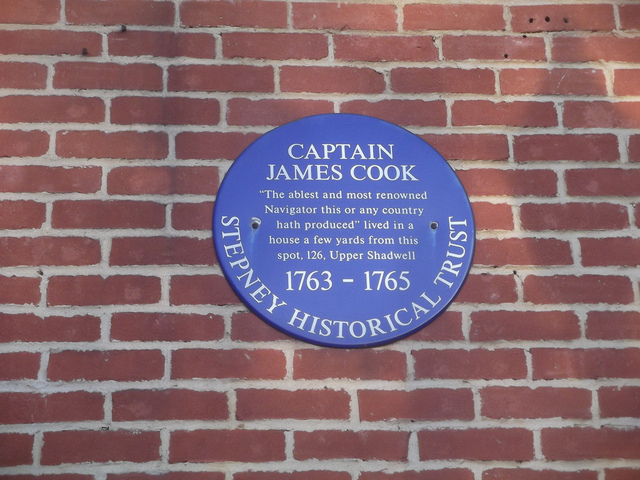 CAPTAIN
JAMES COOK
"The ablest and most renowned
Navigator this or any country
hath produced" lived in a
house a few yards from this
spot, 126, Upper Shadwell
1763 - 1765
STEPNEY HISTORICAL TRUST